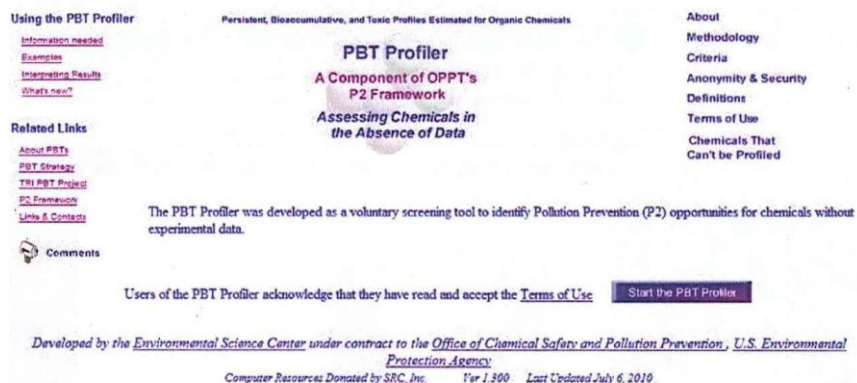 Using the PBT Profiler
Information needed
Examples
Interpreting Results
What's new?
Related Links
About PBTs
PBT Strategy
TRI PBT Project
P2 Framework
Links & Contacts
Comments
Persistent, Bioaccumulative, and Toxic Profiles Estimated for Organic Chemicals
PBT Profiler
A Component of OPPT's
P2 Framework
Assessing Chemicals in
the Absence of Data
About
Methodology
Criteria
Anonymity & Security
Definitions
Terms of Use
Chemicals That
Can't be Profiled
The PBT Profiler was developed as a voluntary screening tool to identify Pollution Prevention (P2) opportunities for chemicals without
experimental data.
Users of the PBT Profiler acknowledge that they have read and accept the Terms of Use Start the PBT Profiler
Developed by the Environmental Science Center under contract to the Office of Chemical Safety and Pollution Prevention , U.S. Environmental
Protection Agency
Computer Resources Donated by SRC, Inc. Ver 1.300 Last Updated July 6, 2010